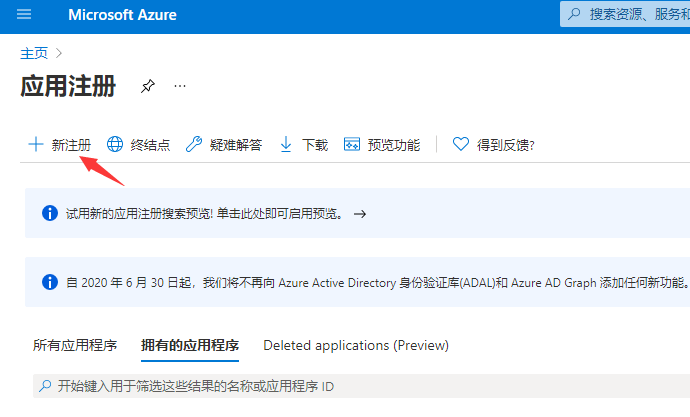 Microsoft Azure
搜索资源、服务和
主页
应用注册
新注册 终结点 疑难解答 下载 预览功能 得到反馈?
试用新的应用注册搜索预览! 单击此处即可启用预览。
自 2020 年 6 月 30 日起，我们将不再向 Azure Active Directory 身份验证库(ADAL)和 Azure AD Graph 添加任何新功能。
所有应用程序 拥有的应用程序 Deleted applications (Preview)
开始键入用于筛选这些结果的名称或应用程序 ID